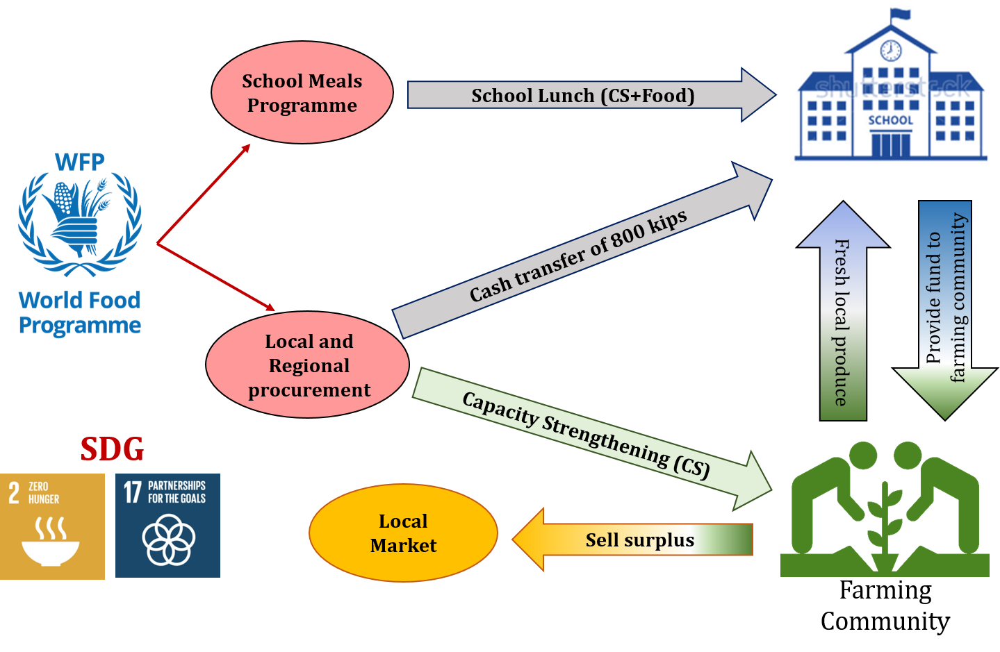 School Meals
Programme
School Lunch (CS+Food)
shutterstock
SCHOOL
WFP
World Food
Programme
Cash transfer of 800 kips
Fresh local produce
Provide fund to
farming community
Local and
Regional
procurement
Capacity Strengthening (CS)
SDG
2 ZERO
HUNGER
17 PARTNERSHIPS
FOR THE GOALS
Local
Market
Sell surplus
Farming
Community